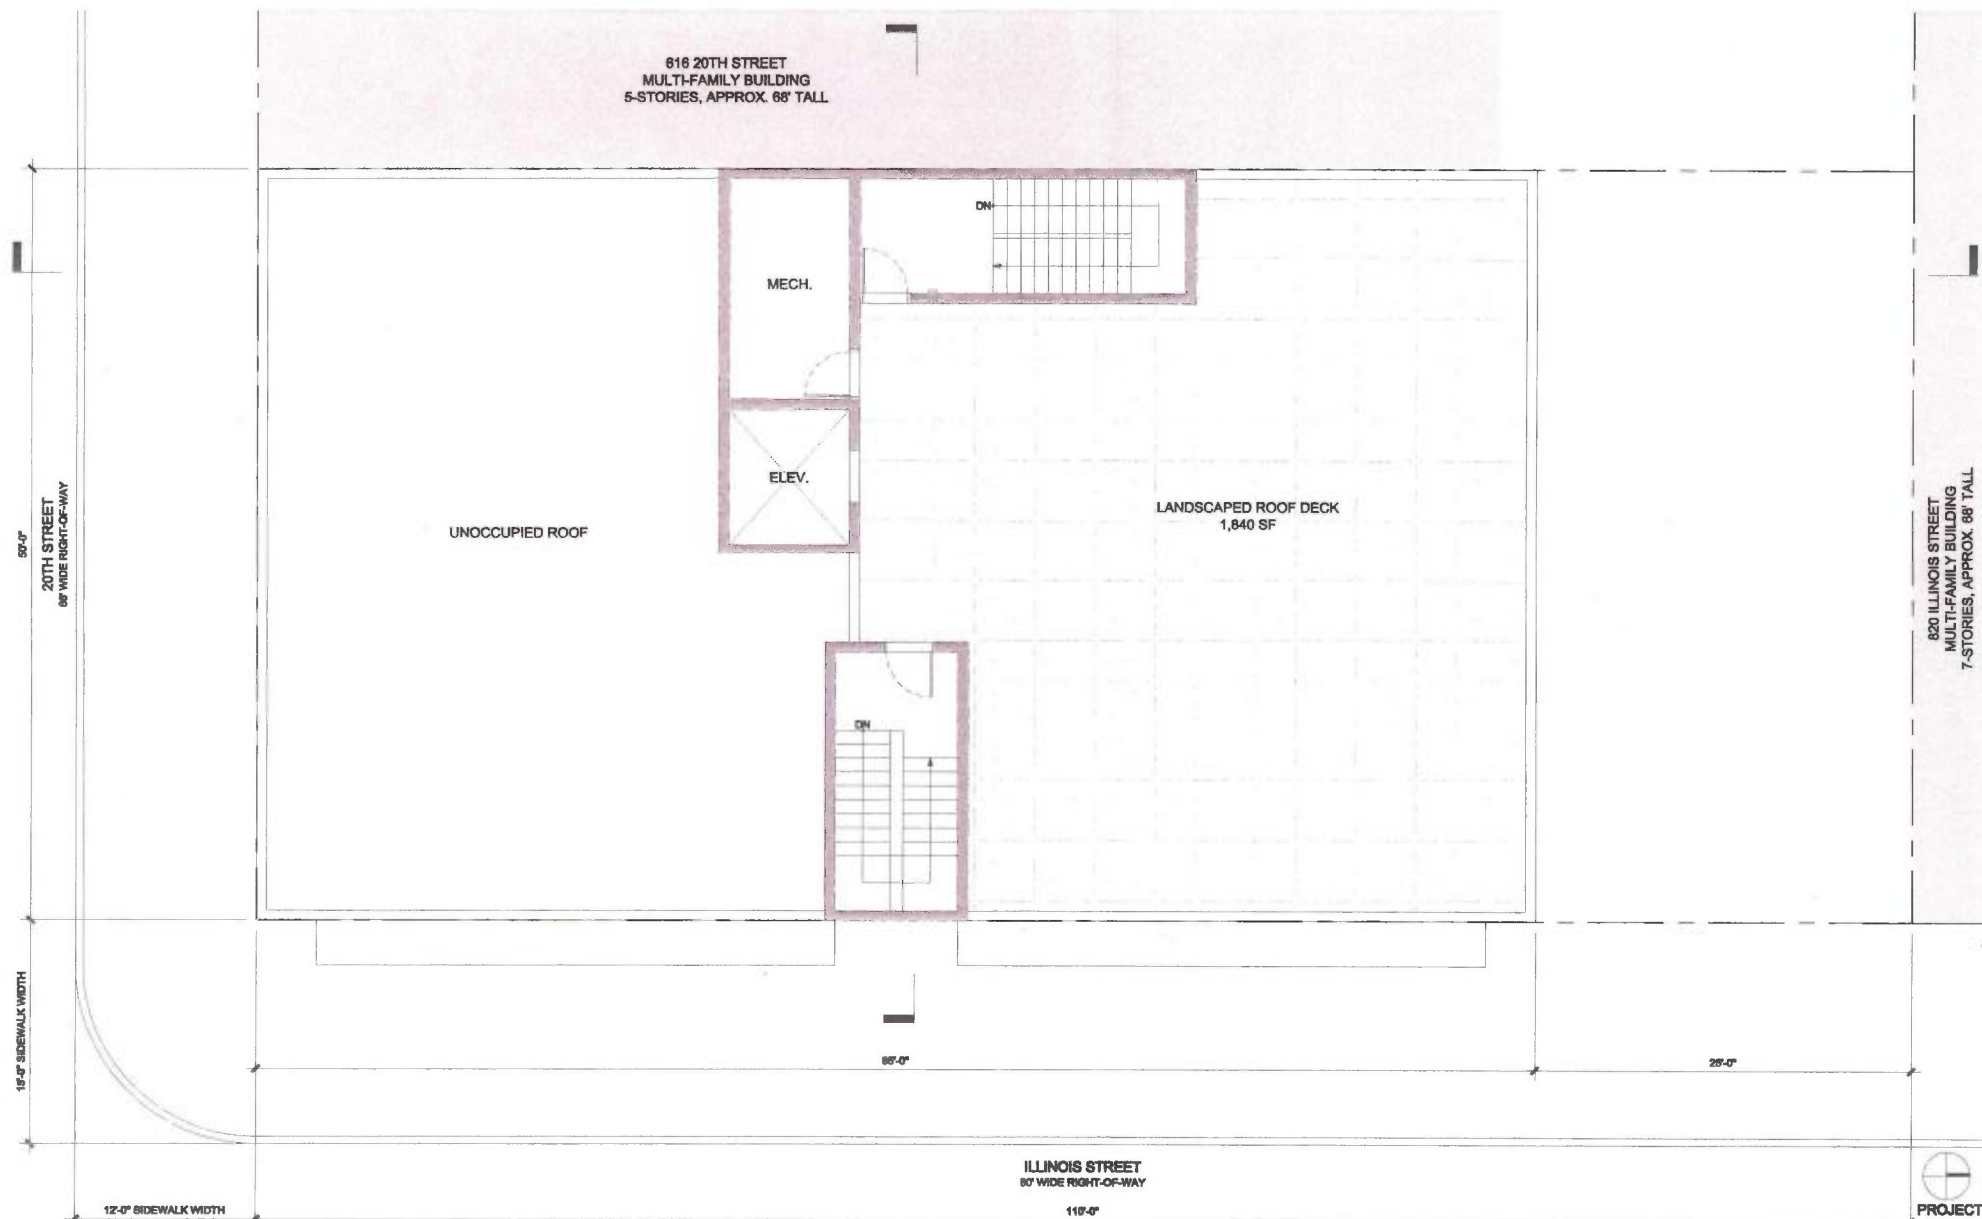 616 20TH STREET
MULTI-FAMILY BUILDING
5-STORIES, APPROX. 68' TALL
DN
MECH.
ELEV.
UNOCCUPIED ROOF
LANDSCAPED ROOF DECK
1,840 SF
DN
50'-0"
20TH STREET
66' WIDE RIGHT-OF-WAY
820 ILLINOIS STREET
MULTI-FAMILY BUILDING
7-STORIES, APPROX. 68' TALL
15'-0" SIDEWALK WIDTH
85'-0"
25'-0"
ILLINOIS STREET
80' WIDE RIGHT-OF-WAY
12'-0" SIDEWALK WIDTH
110'-0"
PROJECT